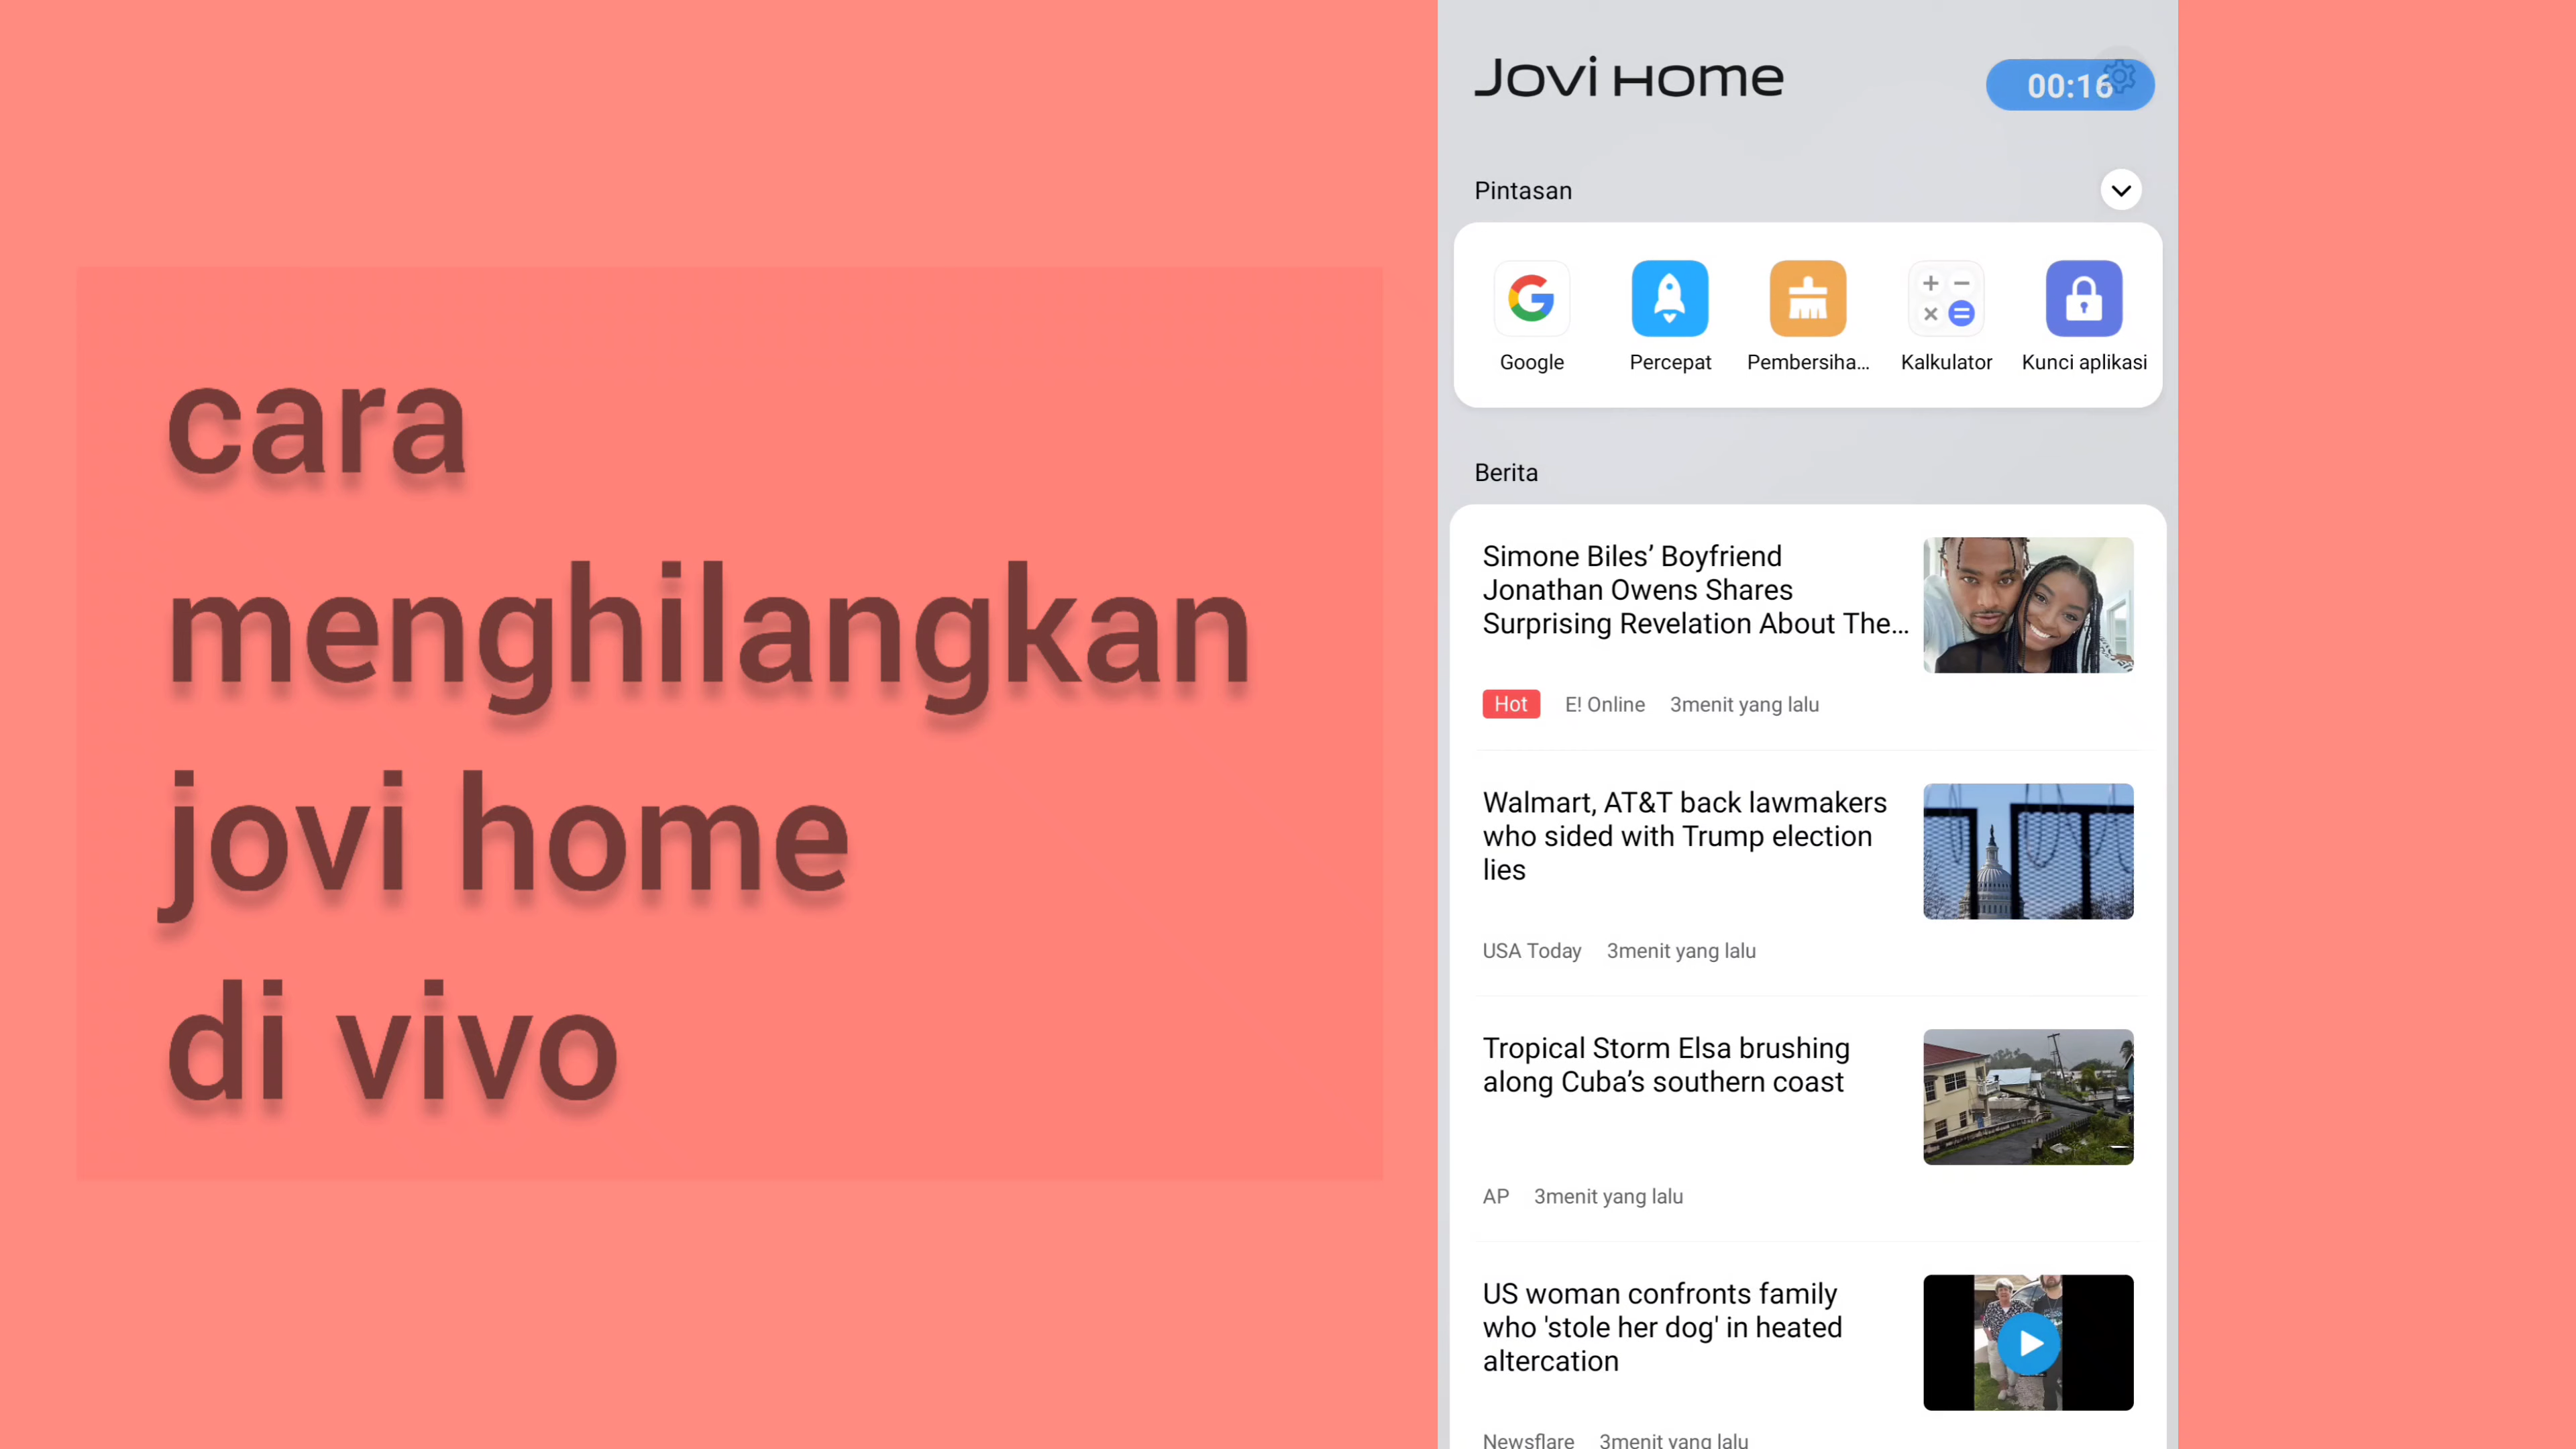 cara
menghilangkan
jovi home
di vivo
Jovi Home
00:16
Pintasan
Google
Percepat
Pembersiha...
Kalkulator
Kunci aplikasi
Berita
Simone Biles’ Boyfriend
Jonathan Owens Shares
Surprising Revelation About The...
Hot E! Online 3menit yang lalu
Walmart, AT&T back lawmakers
who sided with Trump election
lies
USA Today 3menit yang lalu
Tropical Storm Elsa brushing
along Cuba’s southern coast
AP 3menit yang lalu
US woman confronts family
who 'stole her dog' in heated
altercation
Newsflare 3menit yang lalu